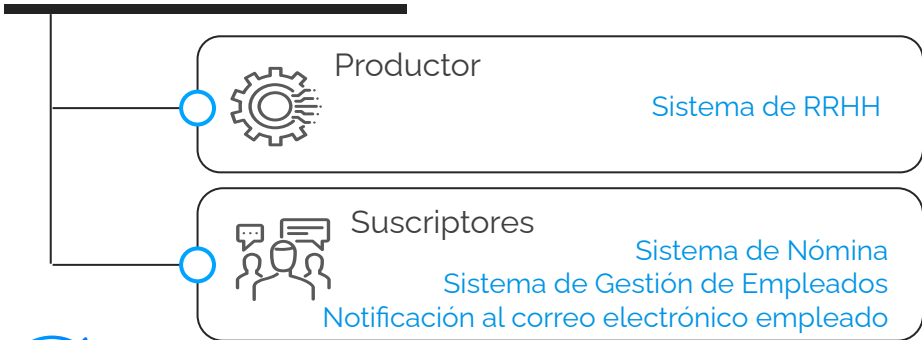 Productor
Sistema de RRHH
Suscriptores
Sistema de Nómina
Sistema de Gestión de Empleados
Notificación al correo electrónico empleado